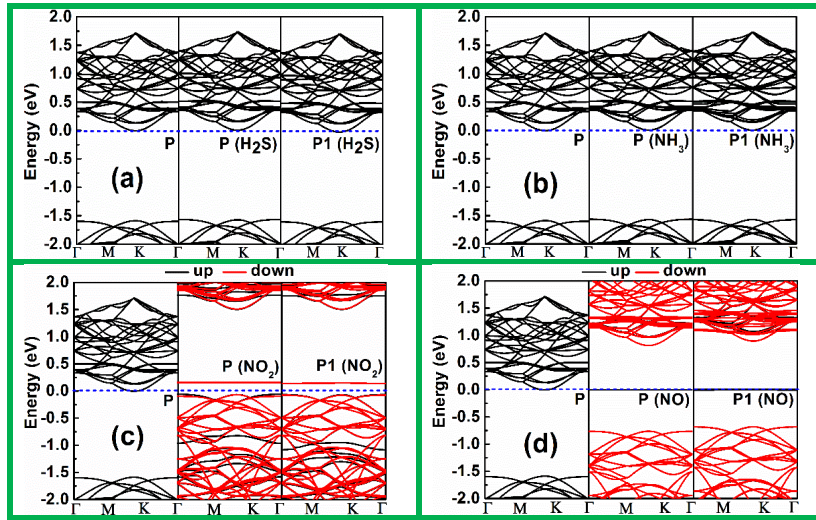 2.0
1.5
1.0
0.5
0.0
-0.5
-1.0
-1.5
-2.0
Energy (eV)
P
P (H₂S)
P1 (H₂S)
(a)
Γ M K Γ M K Γ M K Γ
2.0
1.5
1.0
0.5
0.0
-0.5
-1.0
-1.5
-2.0
Energy (eV)
P
P (NH₃)
P1 (NH₃)
(b)
Γ M K Γ M K Γ M K Γ
up down
2.0
1.5
1.0
0.5
0.0
-0.5
-1.0
-1.5
-2.0
Energy (eV)
P (NO₂)
P1 (NO₂)
P
(c)
Γ M K Γ M K Γ M K Γ
up down
2.0
1.5
1.0
0.5
0.0
-0.5
-1.0
-1.5
-2.0
Energy (eV)
P
P (NO)
P1 (NO)
(d)
Γ M K Γ M K Γ M K Γ